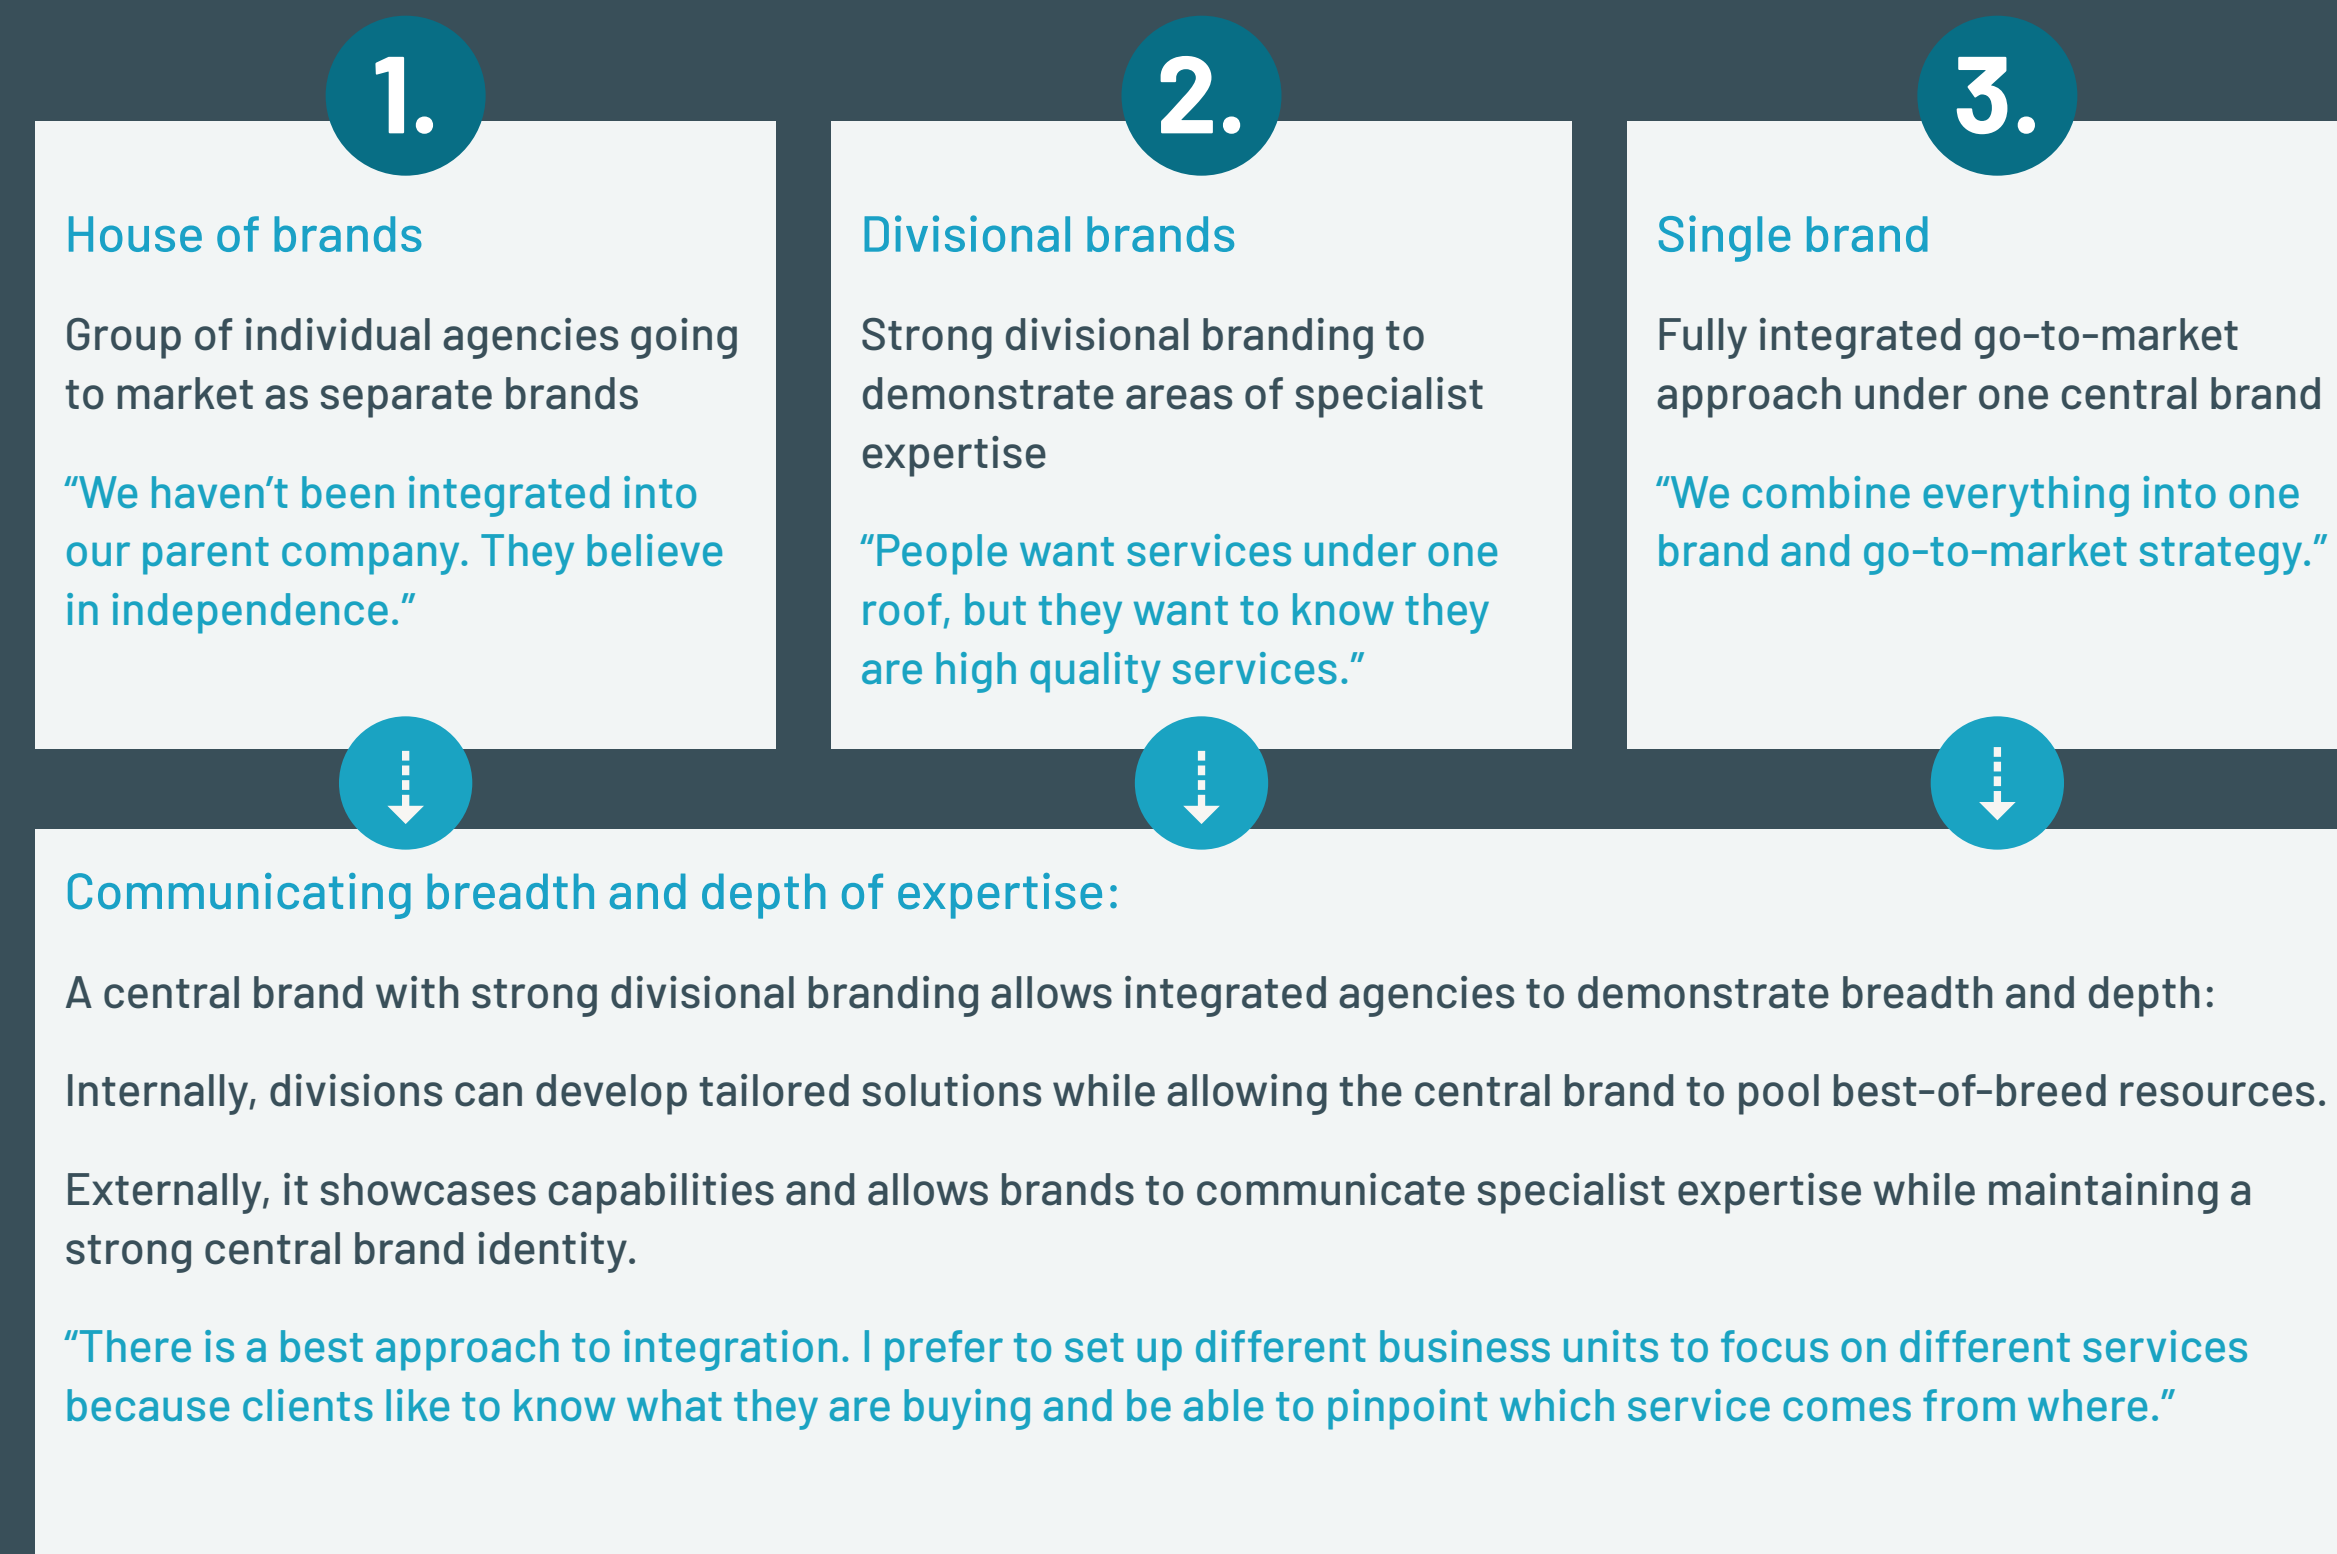 1.
House of brands
Group of individual agencies going
to market as separate brands
“We haven’t been integrated into
our parent company. They believe
in independence.”
2.
Divisional brands
Strong divisional branding to
demonstrate areas of specialist
expertise
“People want services under one
roof, but they want to know they
are high quality services.”
3.
Single brand
Fully integrated go-to-market
approach under one central brand
“We combine everything into one
brand and go-to-market strategy.”
Communicating breadth and depth of expertise:
A central brand with strong divisional branding allows integrated agencies to demonstrate breadth and depth:
Internally, divisions can develop tailored solutions while allowing the central brand to pool best-of-breed resources.
Externally, it showcases capabilities and allows brands to communicate specialist expertise while maintaining a
strong central brand identity.
“There is a best approach to integration. I prefer to set up different business units to focus on different services
because clients like to know what they are buying and be able to pinpoint which service comes from where.”